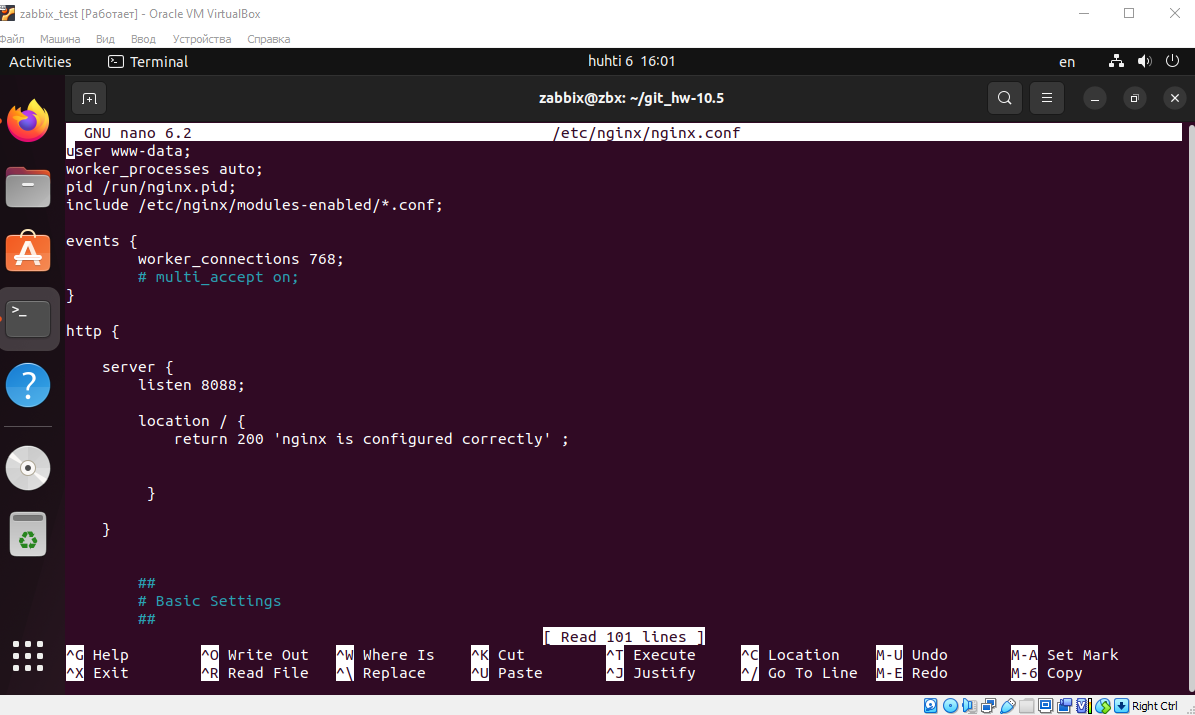 zabbix_test [Работает] - Oracle VM VirtualBox
Файл Машина Вид Ввод Устройства Справка
Activities Terminal huhti 6 16:01 en
zabbix@zbx: ~/git_hw-10.5
GNU nano 6.2 /etc/nginx/nginx.conf
user www-data;
worker_processes auto;
pid /run/nginx.pid;
include /etc/nginx/modules-enabled/*.conf;
events {
worker_connections 768;
# multi_accept on;
}
http {
server {
listen 8088;
location / {
return 200 'nginx is configured correctly' ;
}
}
##
# Basic Settings
##
[ Read 101 lines ]
^G Help ^O Write Out ^W Where Is ^K Cut ^T Execute ^C Location M-U Undo M-A Set Mark
^X Exit ^R Read File ^\ Replace ^U Paste ^J Justify ^/ Go To Line M-E Redo M-6 Copy
Right Ctrl